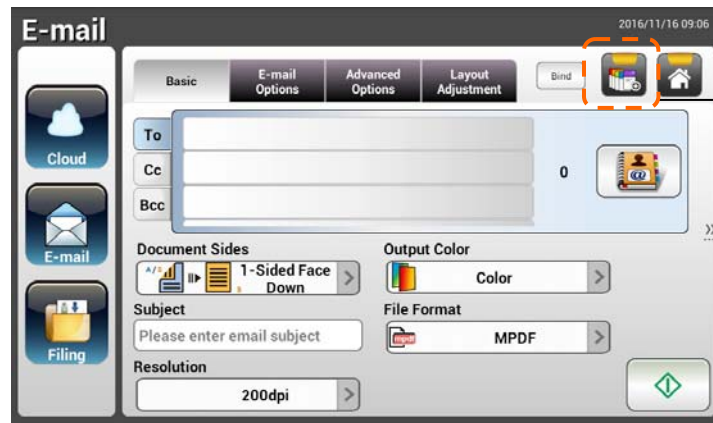 E-mail
2016/11/16 09:06
Basic
E-mail
Options
Advanced
Options
Layout
Adjustment
Bind
To
Cc
Bcc
0
Cloud
E-mail
Filing
Document Sides
1-Sided Face
Down
Output Color
Color
Subject
Please enter email subject
File Format
MPDF
Resolution
200dpi